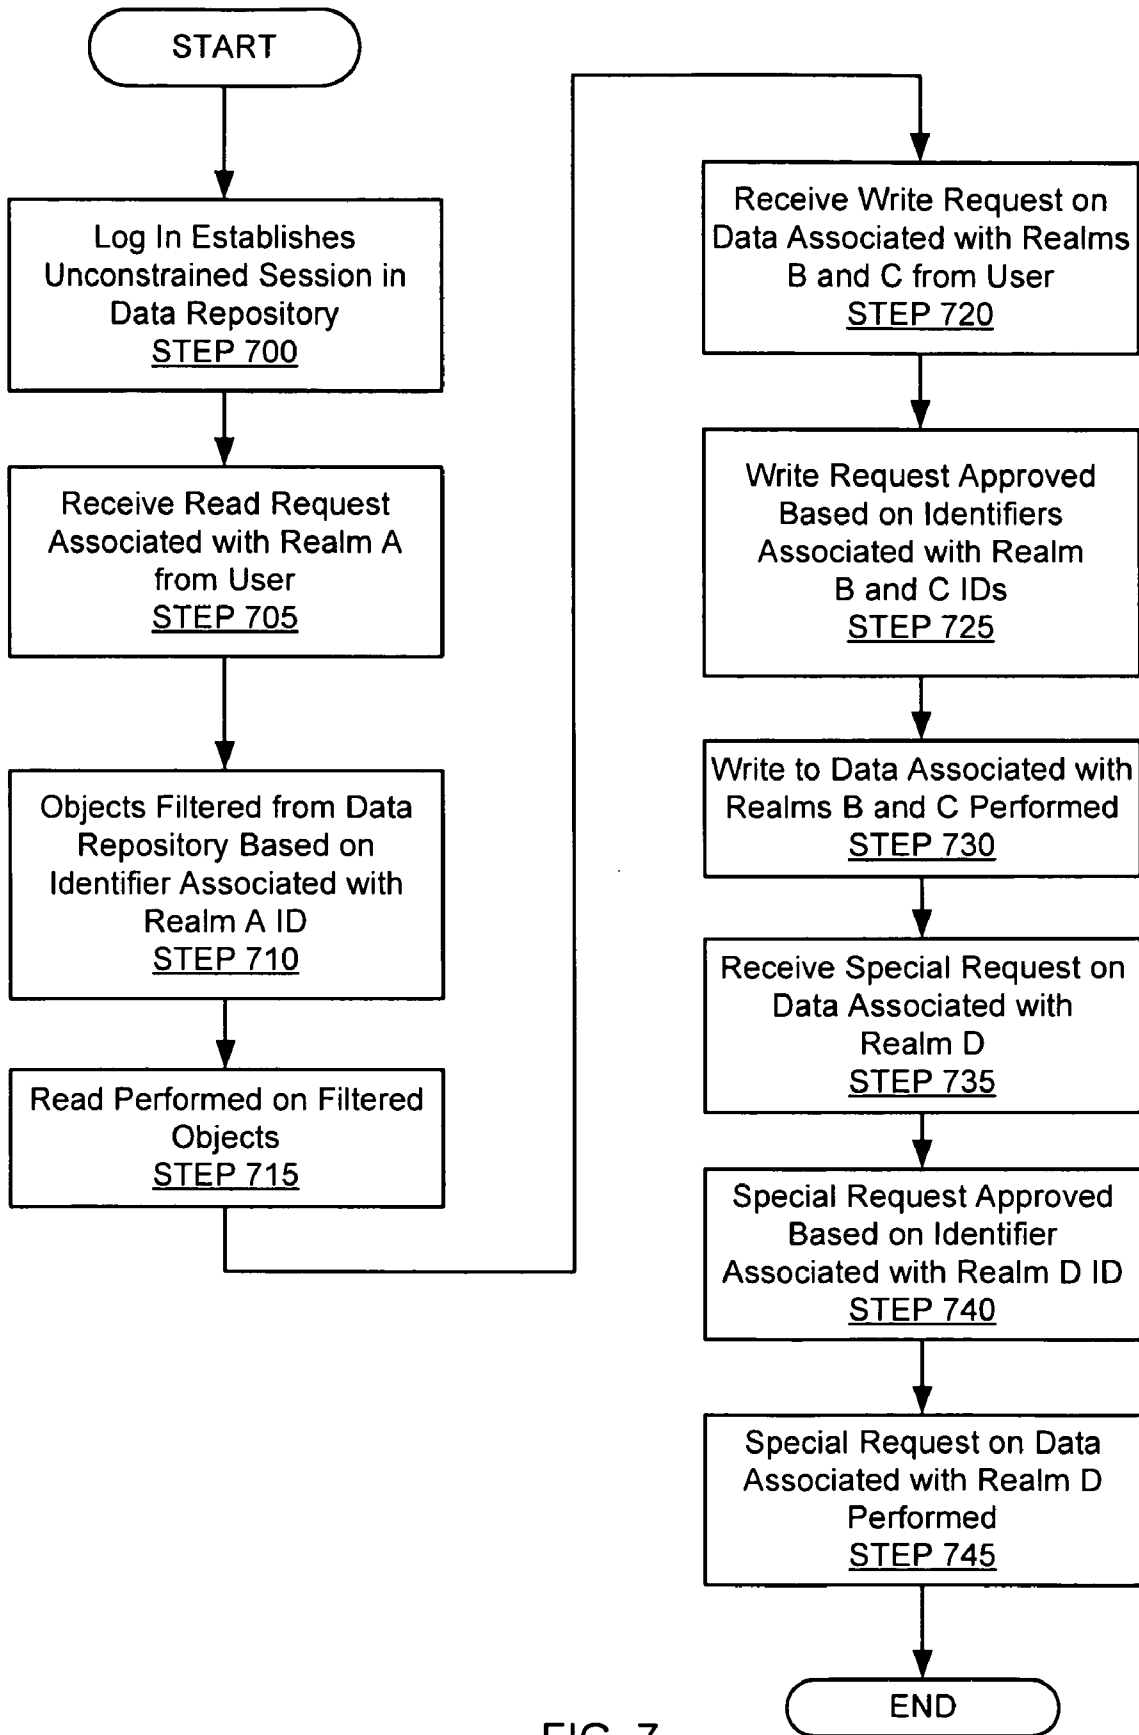 START
Log In Establishes
Unconstrained Session in
Data Repository
STEP 700
Receive Read Request
Associated with Realm A
from User
STEP 705
Objects Filtered from Data
Repository Based on
Identifier Associated with
Realm A ID
STEP 710
Read Performed on Filtered
Objects
STEP 715
Receive Write Request on
Data Associated with Realms
B and C from User
STEP 720
Write Request Approved
Based on Identifiers
Associated with Realm
B and C IDs
STEP 725
Write to Data Associated with
Realms B and C Performed
STEP 730
Receive Special Request on
Data Associated with
Realm D
STEP 735
Special Request Approved
Based on Identifier
Associated with Realm D ID
STEP 740
Special Request on Data
Associated with Realm D
Performed
STEP 745
END
FIG. 7